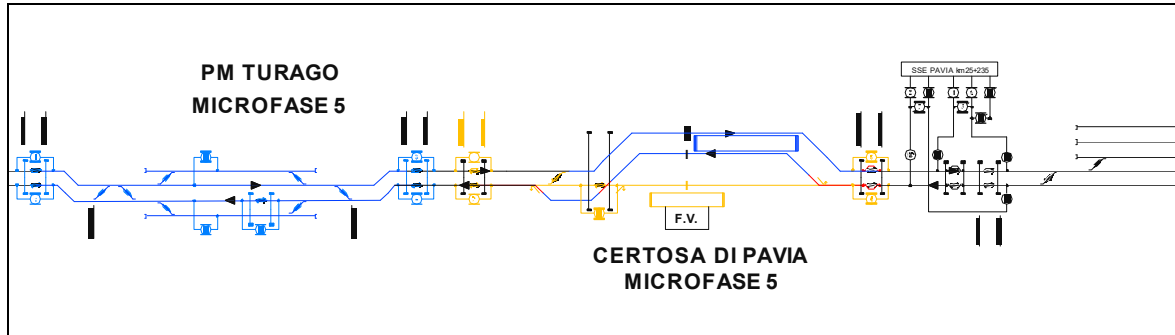 PM TURAGO
MICROFASE 5
SSE PAVIA km25+235
F.V.
CERTOSA DI PAVIA
MICROFASE 5